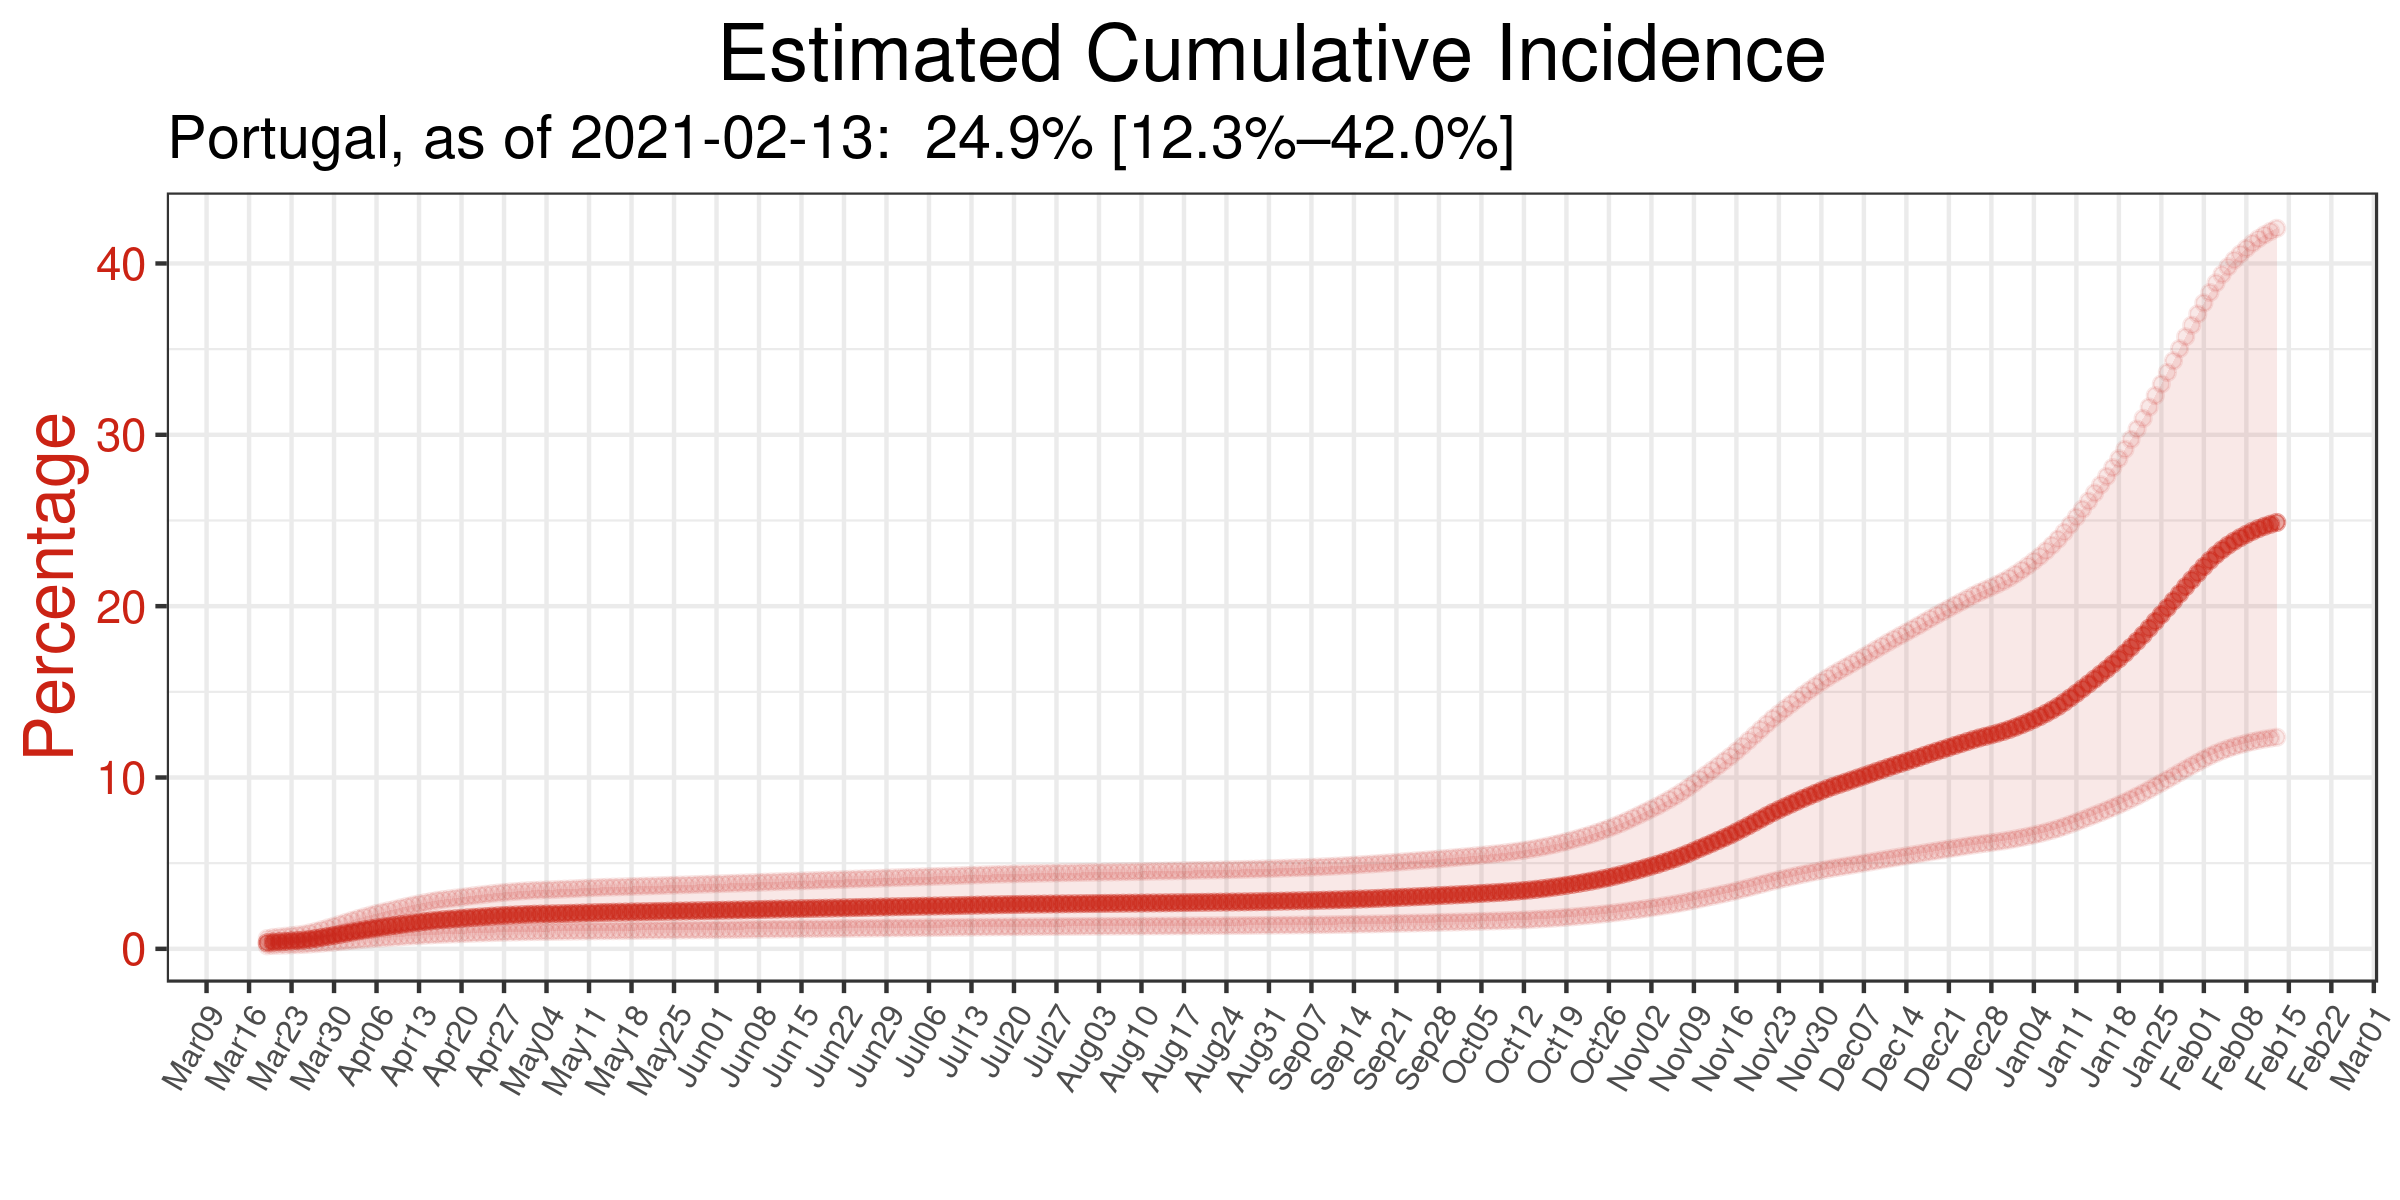 Estimated Cumulative Incidence
Portugal, as of 2021-02-13:  24.9% [12.3%–42.0%]
Percentage
40
30
20
10
0
Mar09 Mar16 Mar23 Mar30 Apr06 Apr13 Apr20 Apr27 May04 May11 May18 May25 Jun01 Jun08 Jun15 Jun22 Jun29 Jul06 Jul13 Jul20 Jul27 Aug03 Aug10 Aug17 Aug24 Aug31 Sep07 Sep14 Sep21 Sep28 Oct05 Oct12 Oct19 Oct26 Nov02 Nov09 Nov16 Nov23 Nov30 Dec07 Dec14 Dec21 Dec28 Jan04 Jan11 Jan18 Jan25 Feb01 Feb08 Feb15 Feb22 Mar01